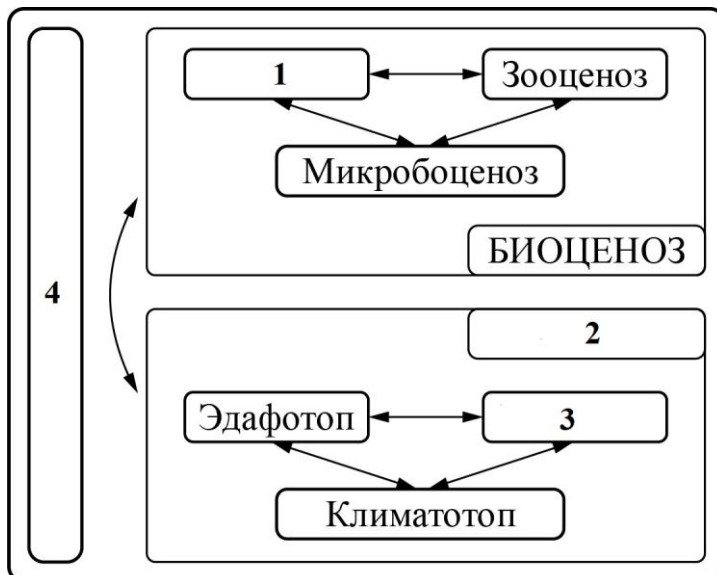 1
Зооценоз
Микробоценоз
БИОЦЕНОЗ
4
2
Эдафотоп
3
Климатотоп